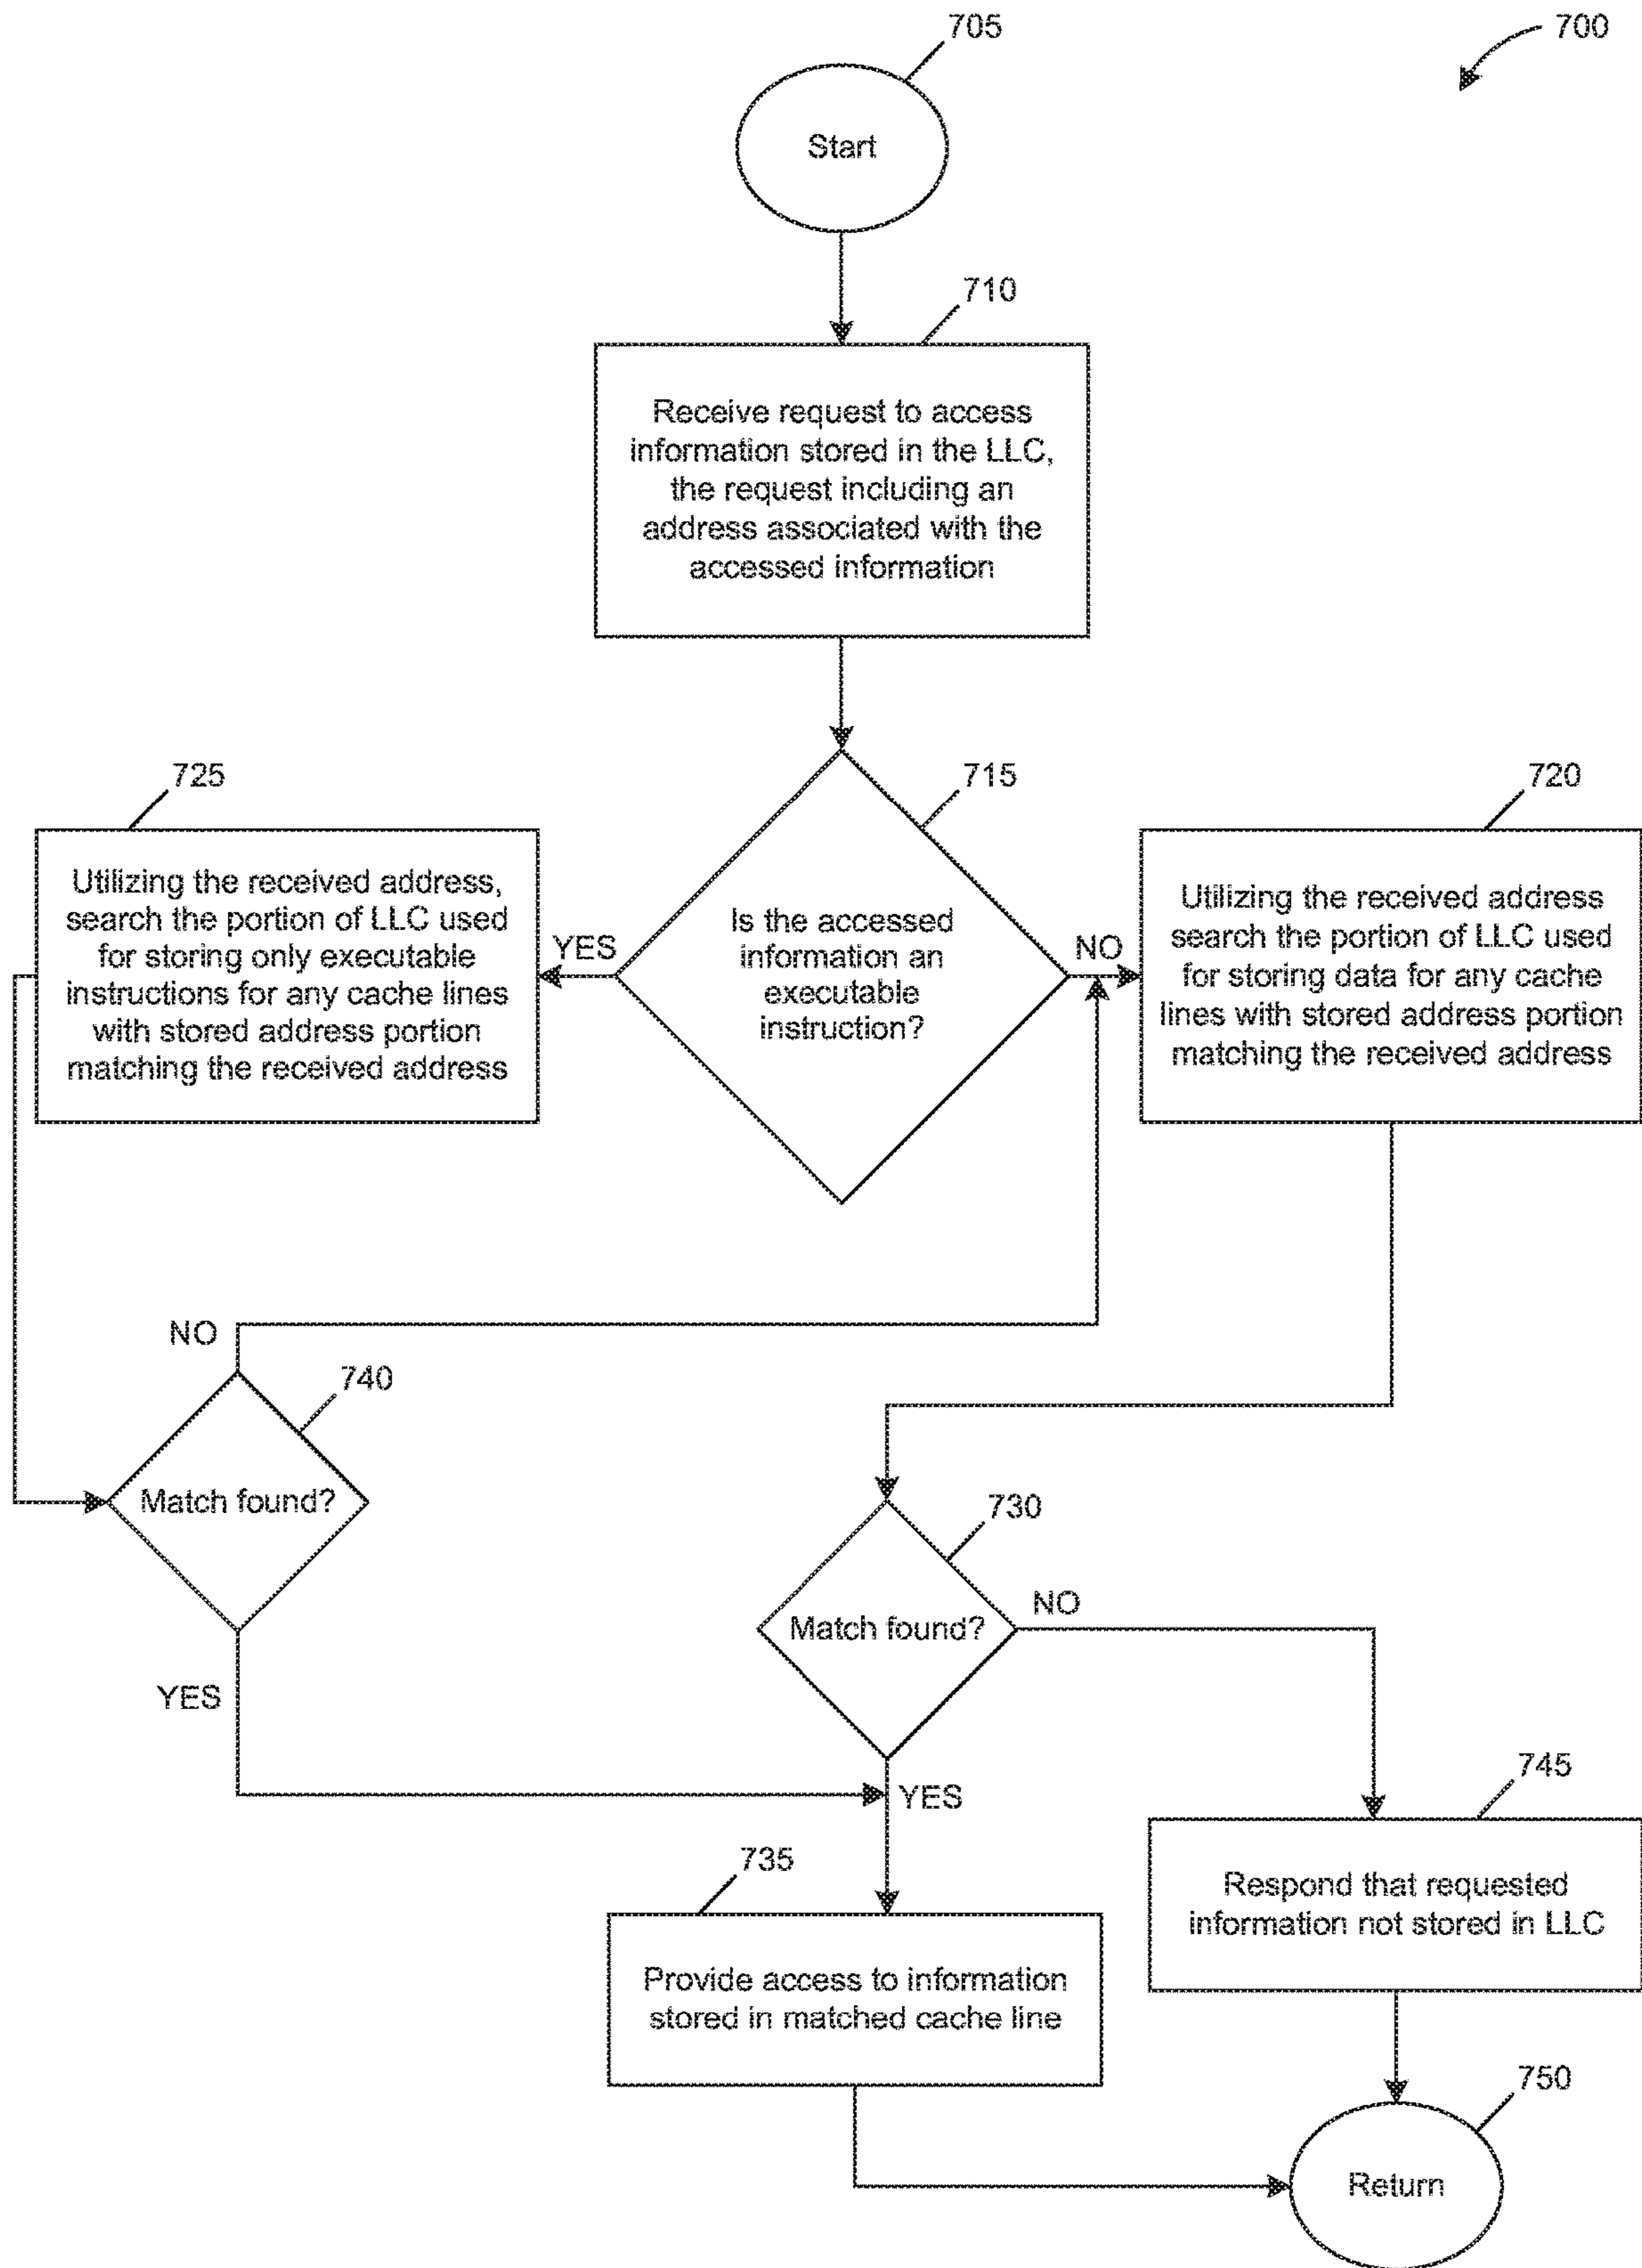 705
700
Start
710
Receive request to access
information stored in the LLC,
the request including an
address associated with the
accessed information
725
715
720
Utilizing the received address,
search the portion of LLC used
for storing only executable
instructions for any cache lines
with stored address portion
matching the received address
YES
Is the accessed
information an
executable
instruction?
NO
Utilizing the received address
search the portion of LLC used
for storing data for any cache
lines with stored address portion
matching the received address
NO
740
Match found?
YES
730
Match found?
NO
YES
745
735
Respond that requested
information not stored in LLC
Provide access to information
stored in matched cache line
750
Return